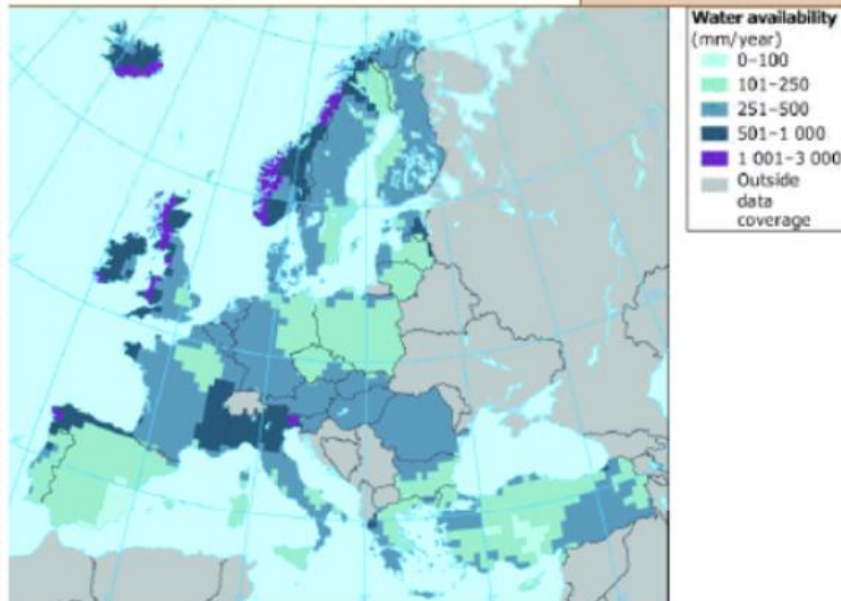 Water availability
(mm/year)
0–100
101–250
251–500
501–1 000
1 001–3 000
Outside
data
coverage